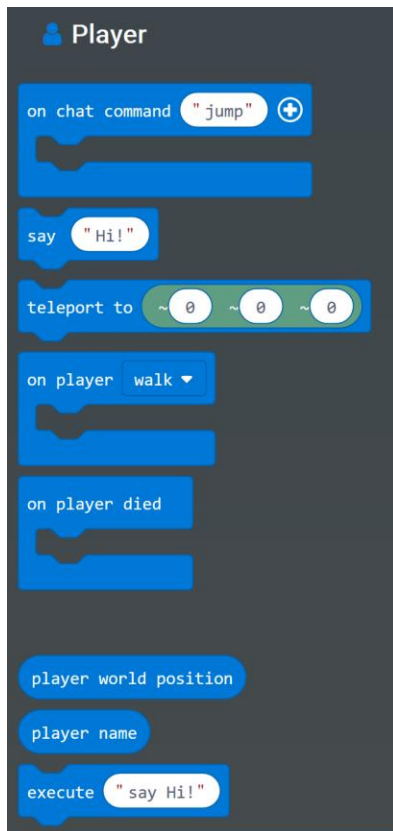 Player
on chat command "jump"
say "Hi!"
teleport to ~ 0 ~ 0 ~ 0
on player walk
on player died
player world position
player name
execute "say Hi!"